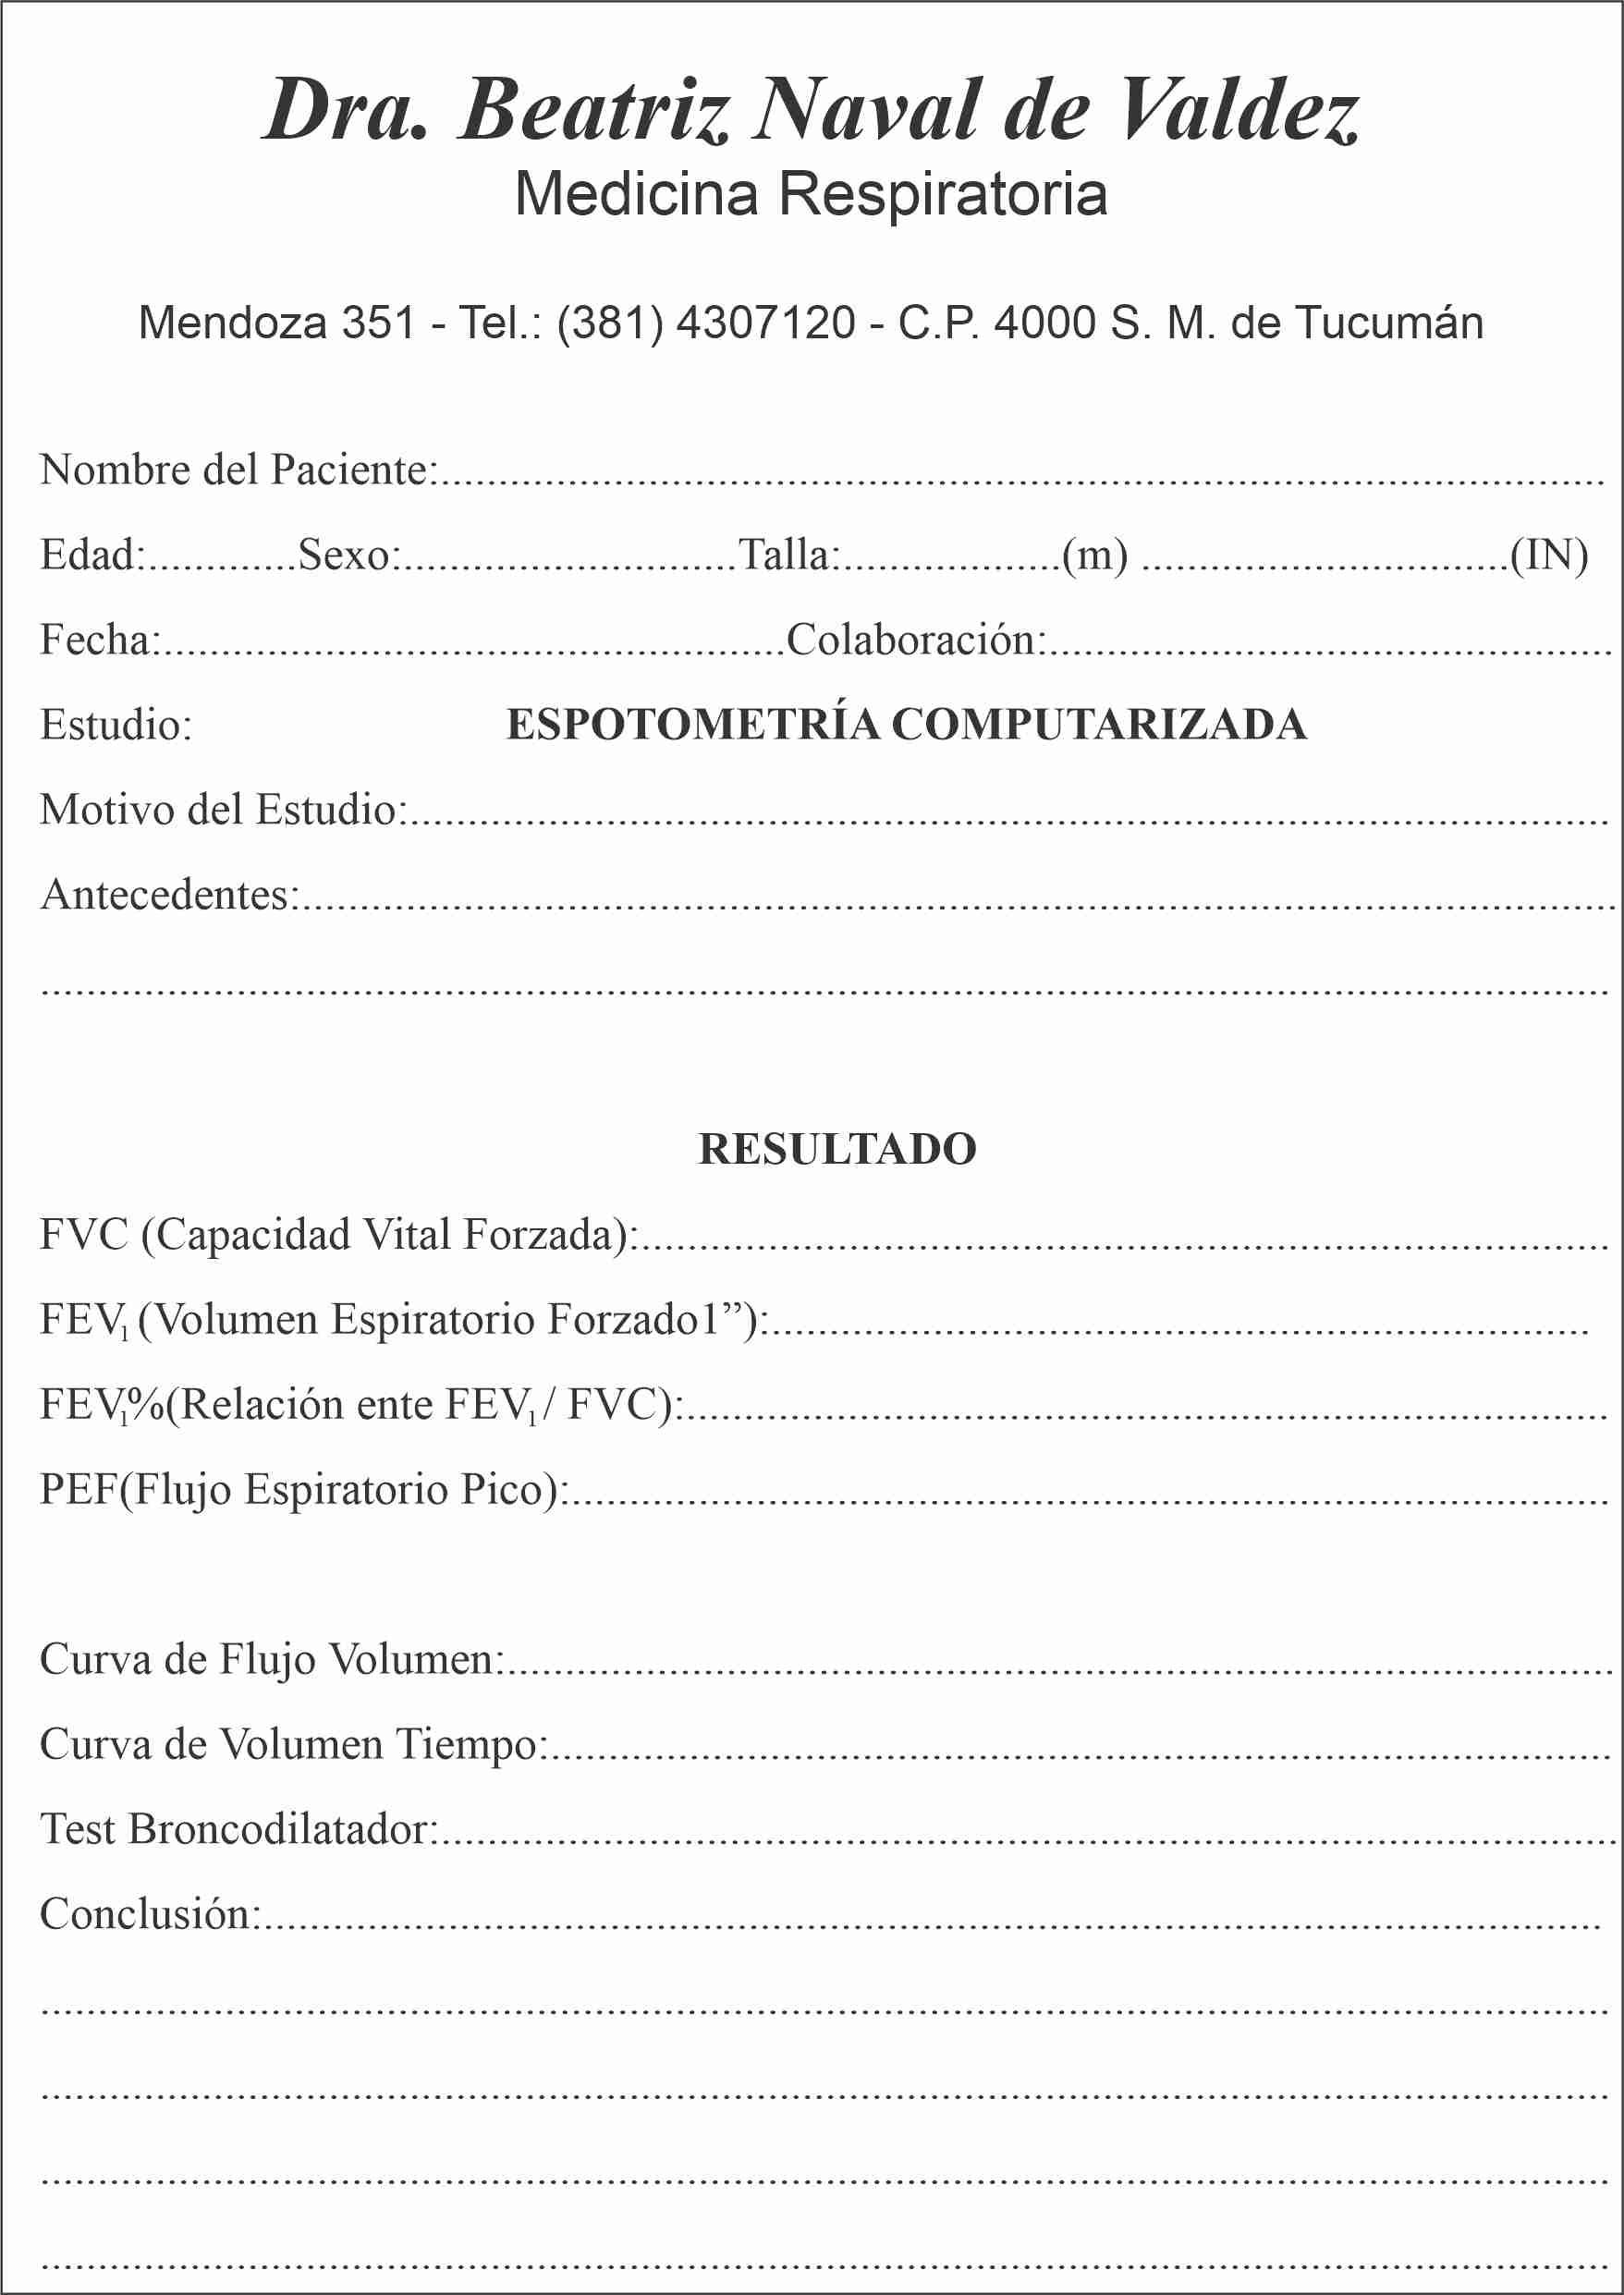 Dra. Beatriz Naval de Valdez
Medicina Respiratoria
Mendoza 351 - Tel.: (381) 4307120 - C.P. 4000 S. M. de Tucumán
Nombre del Paciente:....................................................................................................
Edad:.............Sexo:.............................Talla:...................(m) ................................(IN)
Fecha:......................................................Colaboración:.................................................
Estudio: ESPOTOMETRÍA COMPUTARIZADA
Motivo del Estudio:........................................................................................................
Antecedentes:..................................................................................................................
........................................................................................................................................
RESULTADO
FVC (Capacidad Vital Forzada):....................................................................................
FEV₁ (Volumen Espiratorio Forzado1”):.......................................................................
FEV₁%(Relación ente FEV₁ / FVC):................................................................................
PEF(Flujo Espiratorio Pico):..........................................................................................
Curva de Flujo Volumen:................................................................................................
Curva de Volumen Tiempo:............................................................................................
Test Broncodilatador:......................................................................................................
Conclusión:....................................................................................................................
........................................................................................................................................
........................................................................................................................................
........................................................................................................................................
........................................................................................................................................